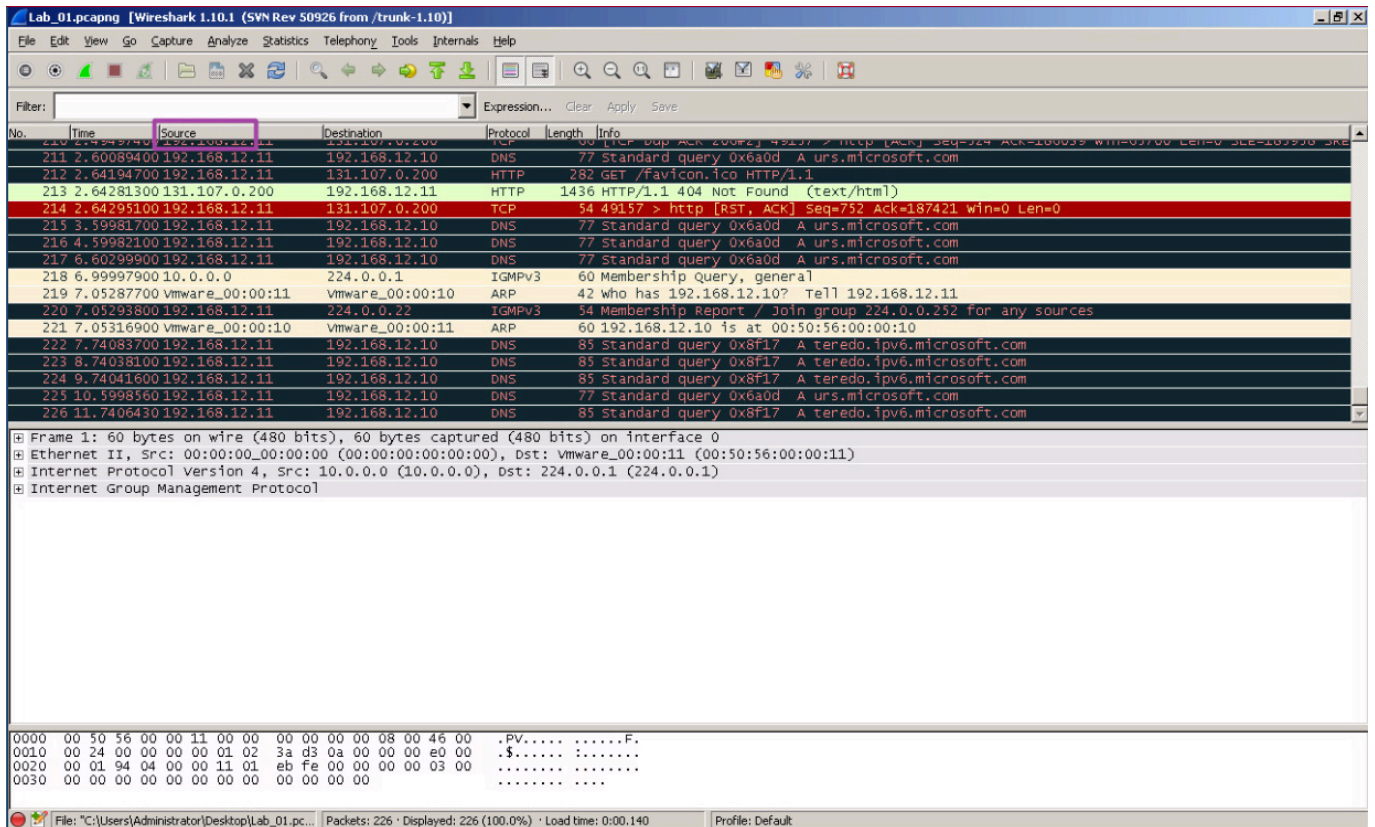 Lab_01.pcapng [Wireshark 1.10.1 (SVN Rev 50926 from /trunk-1.10)]
File Edit View Go Capture Analyze Statistics Telephony Tools Internals Help
Filter: Expression... Clear Apply Save
No. Time Source Destination Protocol Length Info
211 2.60089400 192.168.12.11 192.168.12.10 DNS 77 Standard query 0x6a0d A urs.microsoft.com
212 2.64194700 192.168.12.11 131.107.0.200 HTTP 282 GET /favicon.ico HTTP/1.1
213 2.64281300 131.107.0.200 192.168.12.11 HTTP 1436 HTTP/1.1 404 Not Found (text/html)
214 2.64295100 192.168.12.11 131.107.0.200 TCP 54 49157 > http [RST, ACK] Seq=752 Ack=187421 Win=0 Len=0
215 3.59981700 192.168.12.11 192.168.12.10 DNS 77 Standard query 0x6a0d A urs.microsoft.com
216 4.59982100 192.168.12.11 192.168.12.10 DNS 77 Standard query 0x6a0d A urs.microsoft.com
217 6.60299900 192.168.12.11 192.168.12.10 DNS 77 Standard query 0x6a0d A urs.microsoft.com
218 6.99997900 10.0.0.0 224.0.0.1 IGMPv3 60 Membership Query, general
219 7.05287700 Vmware_00:00:11 Vmware_00:00:10 ARP 42 who has 192.168.12.10? Tell 192.168.12.11
220 7.05293800 192.168.12.11 224.0.0.22 IGMPv3 54 Membership Report / Join group 224.0.0.252 for any sources
221 7.05316900 Vmware_00:00:10 Vmware_00:00:11 ARP 60 192.168.12.10 is at 00:50:56:00:00:10
222 7.74083700 192.168.12.11 192.168.12.10 DNS 85 Standard query 0x8f17 A teredo.ipv6.microsoft.com
223 8.74038100 192.168.12.11 192.168.12.10 DNS 85 Standard query 0x8f17 A teredo.ipv6.microsoft.com
224 9.74041600 192.168.12.11 192.168.12.10 DNS 85 Standard query 0x8f17 A teredo.ipv6.microsoft.com
225 10.5998560 192.168.12.11 192.168.12.10 DNS 77 Standard query 0x6a0d A urs.microsoft.com
226 11.7406430 192.168.12.11 192.168.12.10 DNS 85 Standard query 0x8f17 A teredo.ipv6.microsoft.com
Frame 1: 60 bytes on wire (480 bits), 60 bytes captured (480 bits) on interface 0
Ethernet II, Src: 00:00:00_00:00:00 (00:00:00:00:00:00), Dst: Vmware_00:00:11 (00:50:56:00:00:11)
Internet Protocol Version 4, Src: 10.0.0.0 (10.0.0.0), Dst: 224.0.0.1 (224.0.0.1)
Internet Group Management Protocol
0000 00 50 56 00 00 11 00 00 00 00 00 00 08 00 46 00 .PV..... ......F.
0010 00 24 00 00 00 00 01 02 3a d3 0a 00 00 00 e0 00 .$...... :.......
0020 00 01 94 04 00 00 11 01 eb fe 00 00 00 00 03 00 ........ ........
0030 00 00 00 00 00 00 00 00 00 00 00 00 ........ ....
File: "C:\Users\Administrator\Desktop\Lab_01.pc... Packets: 226 · Displayed: 226 (100.0%) · Load time: 0:00.140 Profile: Default